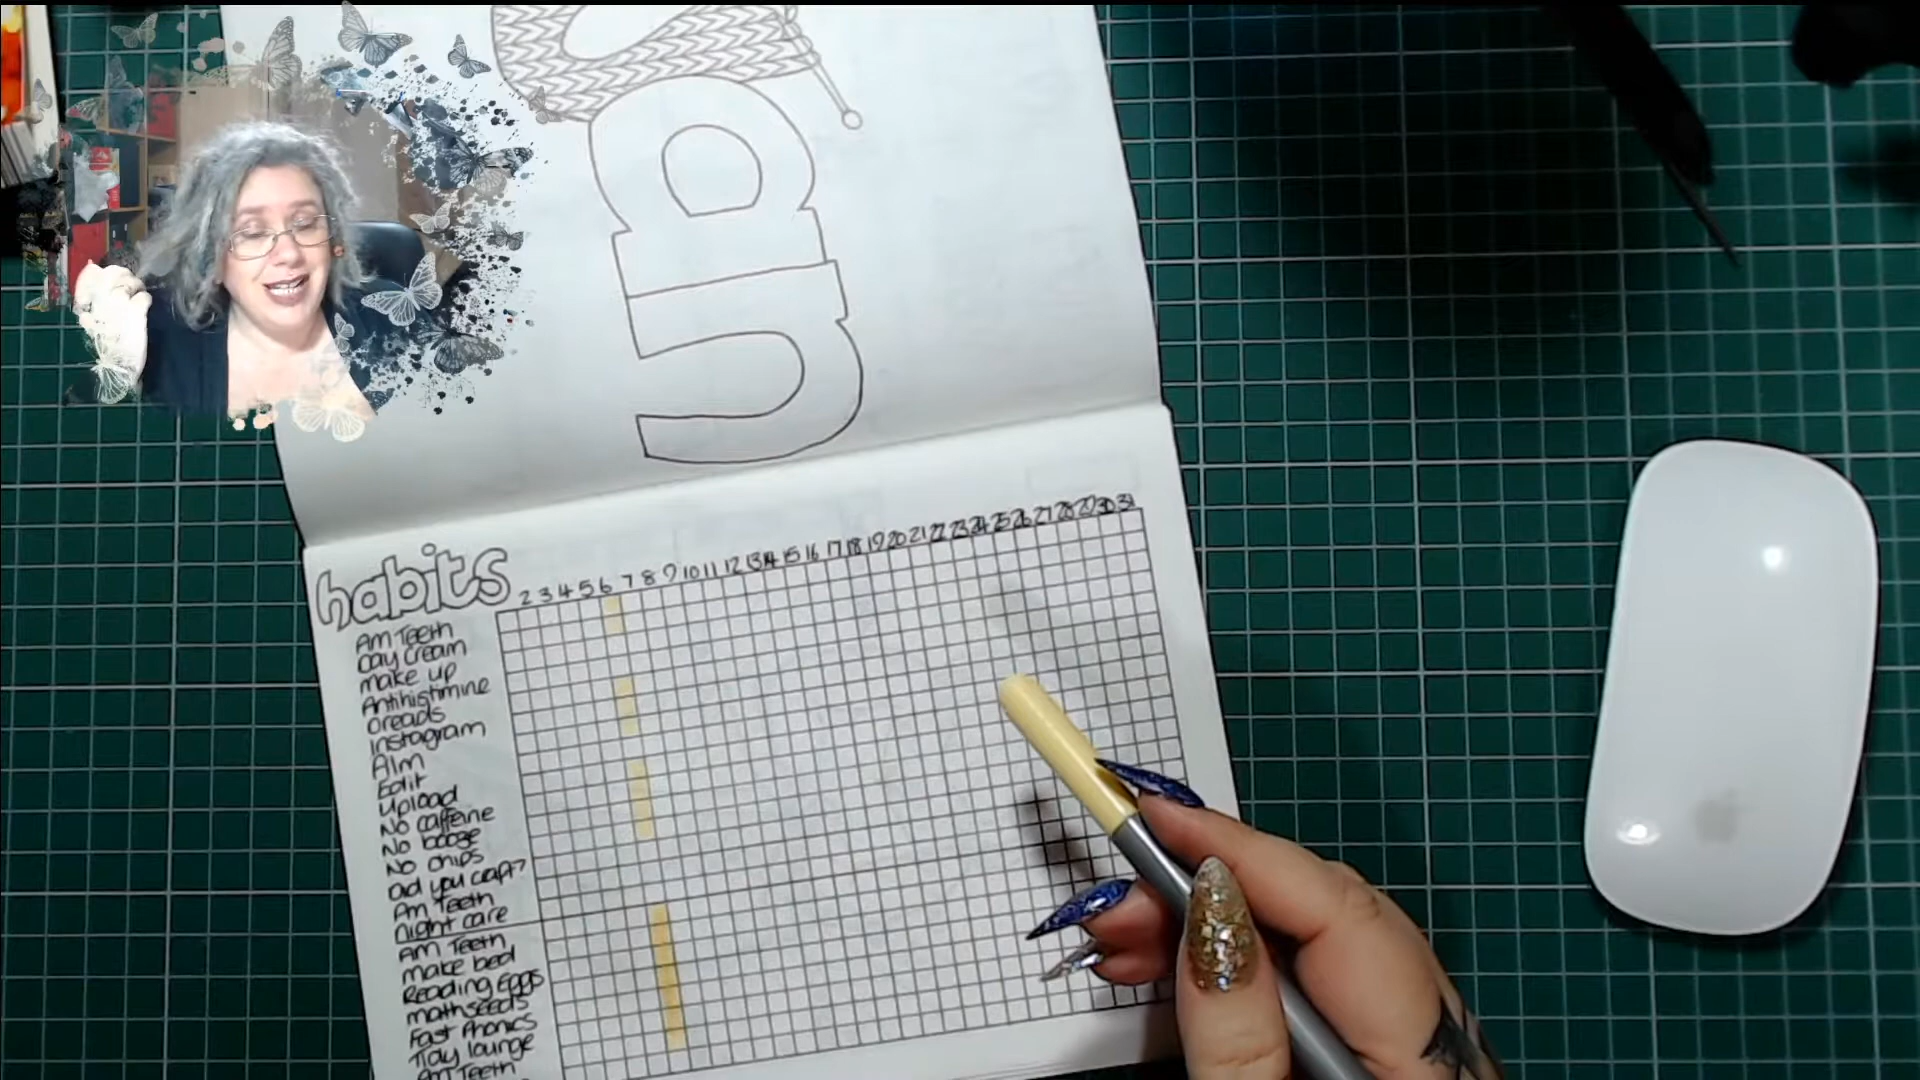 habits
2 3 4 5 6 7 8 9 10 11 12 13 14 15 16 17 18 19 20 21 22 23 24 25 26 27 28 29 30 31
Am Teeth
Day Cream
make up
Antihistimine
Oreads
instagram
Film
Edit
upload
No caffeine
No booze
No chips
Did you craft?
Am Teeth
night care
Am Teeth
make bed
Reading Eggs
mathseeds
Fast Phonics
Tidy lounge
Am Teeth